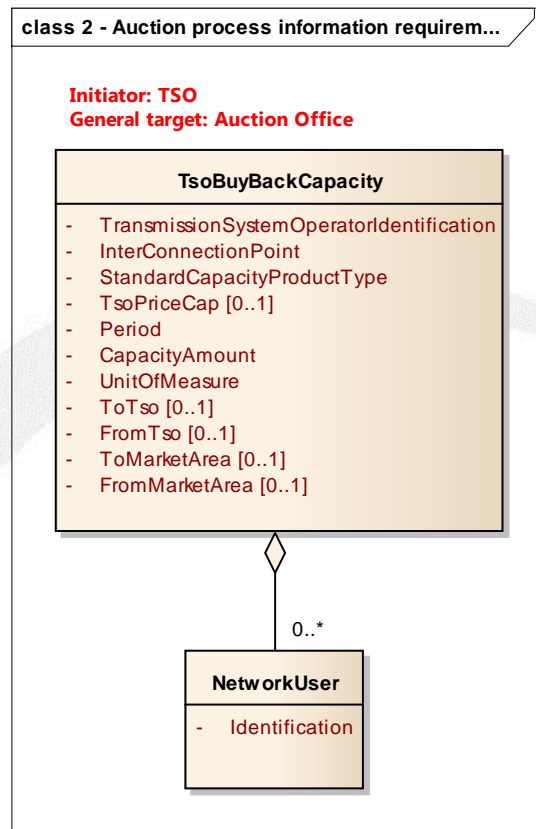 class 2 - Auction process information requirem...
Initiator: TSO
General target: Auction Office
TsoBuyBackCapacity
- TransmissionSystemOperatorIdentification
- InterConnectionPoint
- StandardCapacityProductType
- TsoPriceCap [0..1]
- Period
- CapacityAmount
- UnitOfMeasure
- ToTso [0..1]
- FromTso [0..1]
- ToMarketArea [0..1]
- FromMarketArea [0..1]
0..*
NetworkUser
- Identification